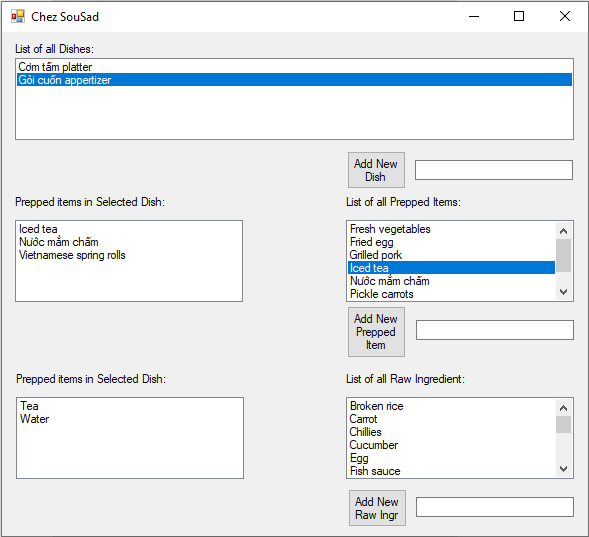 Chez SouSad
List of all Dishes:
Cơm tấm platter
Gỏi cuốn appertizer
Add New
Dish
Prepped items in Selected Dish:
List of all Prepped Items:
Iced tea
Nước mắm chấm
Vietnamese spring rolls
Fresh vegetables
Fried egg
Grilled pork
Iced tea
Nước mắm chấm
Pickle carrots
Add New
Prepped
Item
Prepped items in Selected Dish:
List of all Raw Ingredient:
Tea
Water
Broken rice
Carrot
Chillies
Cucumber
Egg
Fish sauce
Add New
Raw Ingr